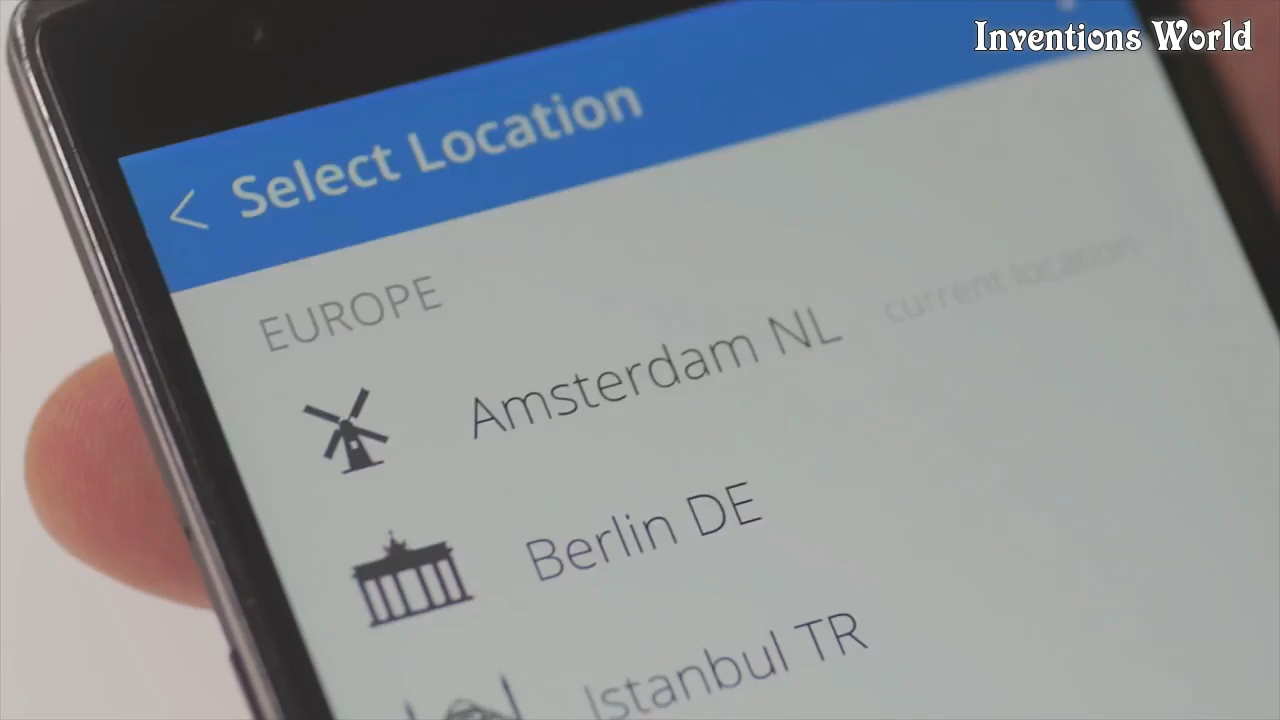 Inventions World
< Select Location
EUROPE
Amsterdam NL current location
Berlin DE
Istanbul TR